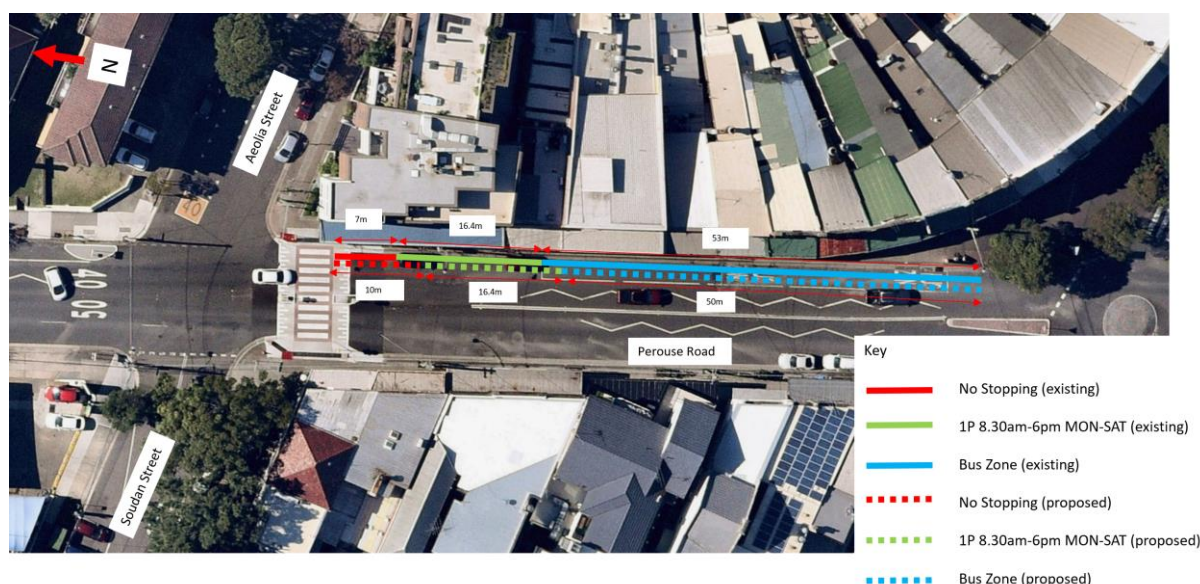 N
Aeolia Street
40
7m
16.4m
53m
50 40
10m
16.4m
50m
Perouse Road
Soudan Street
Key
No Stopping (existing)
1P 8.30am-6pm MON-SAT (existing)
Bus Zone (existing)
No Stopping (proposed)
1P 8.30am-6pm MON-SAT (proposed)
Bus Zone (proposed)